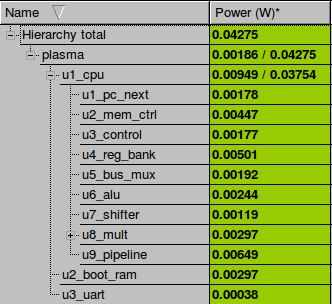 Name Power (W)*
Hierarchy total 0.04275
plasma 0.00186 / 0.04275
u1_cpu 0.00949 / 0.03754
u1_pc_next 0.00178
u2_mem_ctrl 0.00447
u3_control 0.00177
u4_reg_bank 0.00501
u5_bus_mux 0.00192
u6_alu 0.00244
u7_shifter 0.00119
u8_mult 0.00297
u9_pipeline 0.00649
u2_boot_ram 0.00297
u3_uart 0.00038